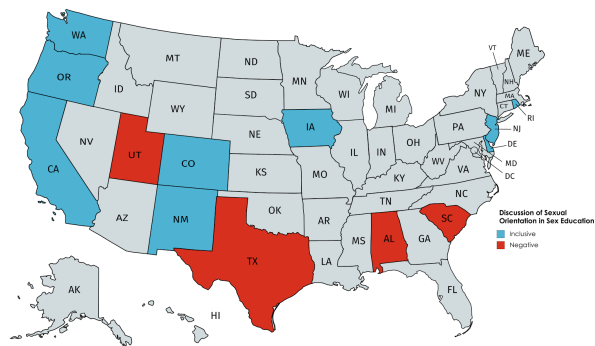 WA
OR
CA
ID
NV
UT
AZ
MT
WY
CO
NM
ND
SD
NE
KS
OK
TX
MN
IA
MO
AR
LA
WI
IL
MS
MI
IN
KY
TN
AL
OH
WV
GA
FL
SC
NC
VA
PA
NY
VT
NH
ME
MA
CT
RI
NJ
DE
MD
DC
AK
HI
Discussion of Sexual
Orientation in Sex Education
Inclusive
Negative